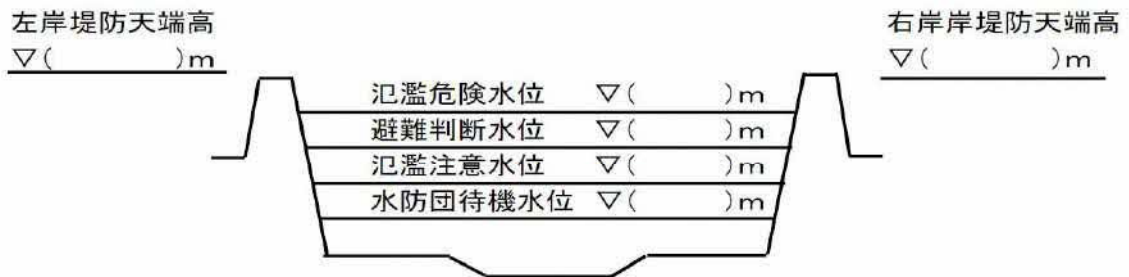 左岸堤防天端高
▽(　　　　)m
右岸岸堤防天端高
▽(　　　　)m
氾濫危険水位　▽(　　　)m
避難判断水位　▽(　　　)m
氾濫注意水位　▽(　　　)m
水防団待機水位　▽(　　　)m